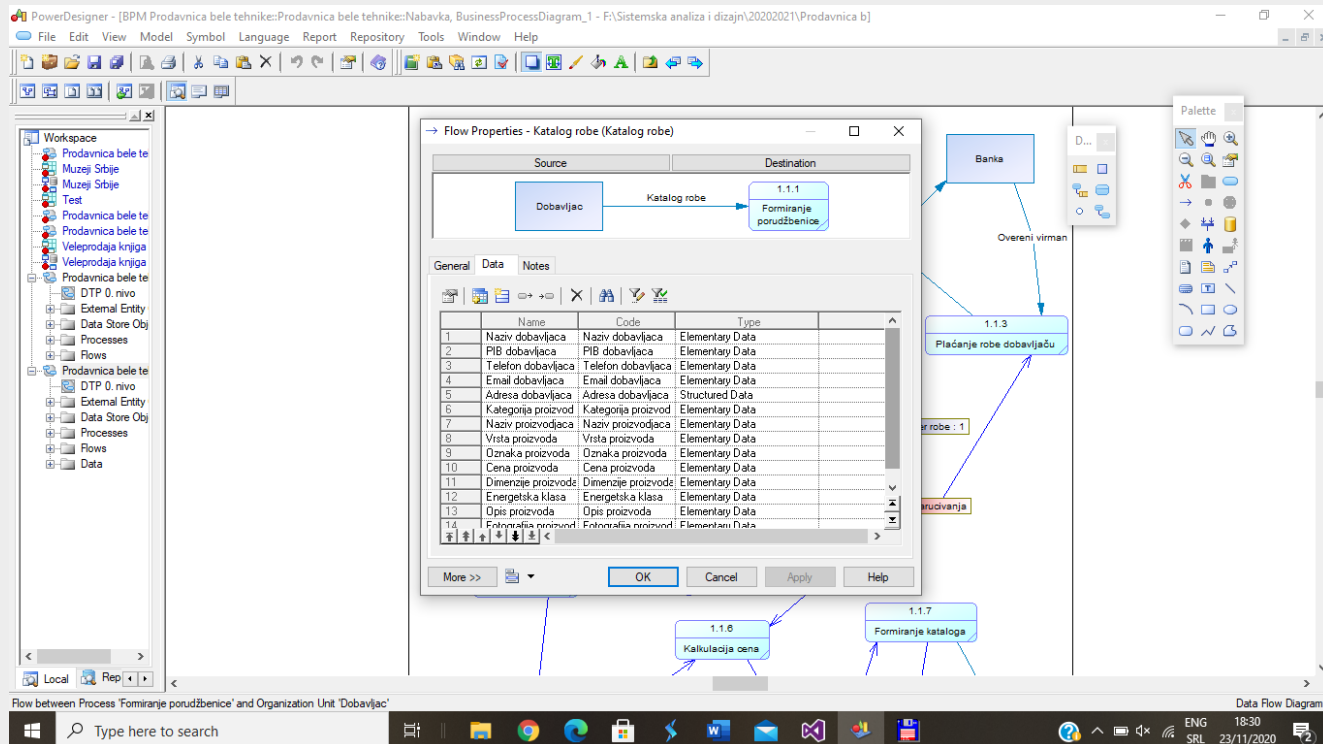 PowerDesigner - [BPM Prodavnica bele tehnike::Prodavnica bele tehnike::Nabavka, BusinessProcessDiagram_1 - F:\Sistemska analiza i dizajn\20202021\Prodavnica b]
File Edit View Model Symbol Language Report Repository Tools Window Help
Workspace
Prodavnica bele te
Muzeji Srbije
Muzeji Srbije
Test
Prodavnica bele te
Prodavnica bele te
Veleprodaja knjiga
Veleprodaja knjiga
Prodavnica bele te
DTP 0. nivo
External Entity
Data Store Obj
Processes
Flows
Prodavnica bele te
DTP 0. nivo
External Entity
Data Store Obj
Processes
Flows
Data
Local Rep
Flow Properties - Katalog robe (Katalog robe)
Source Destination
Dobavljac
Katalog robe
1.1.1
Formiranje
porudžbenice
General Data Notes
Name Code Type
1 Naziv dobavljaca Naziv dobavljaca Elementary Data
2 PIB dobavljaca PIB dobavljaca Elementary Data
3 Telefon dobavljaca Telefon dobavljaca Elementary Data
4 Email dobavljaca Email dobavljaca Elementary Data
5 Adresa dobavljaca Adresa dobavljaca Structured Data
6 Kategorija proizvod Kategorija proizvod Elementary Data
7 Naziv proizvodjaca Naziv proizvodjaca Elementary Data
8 Vrsta proizvoda Vrsta proizvoda Elementary Data
9 Oznaka proizvoda Oznaka proizvoda Elementary Data
10 Cena proizvoda Cena proizvoda Elementary Data
11 Dimenzije proizvoda Dimenzije proizvoda Elementary Data
12 Energetska klasa Energetska klasa Elementary Data
13 Opis proizvoda Opis proizvoda Elementary Data
14 Fotografija proizvod Fotografija proizvod Elementary Data
More >> OK Cancel Apply Help
Banka
Overeni virman
1.1.3
Plaćanje robe dobavljaču
er robe : 1
arucivanja
1.1.6
Kalkulacija cena
1.1.7
Formiranje kataloga
D...
Palette
Flow between Process 'Formiranje porudžbenice' and Organization Unit 'Dobavljac'
Data Flow Diagram
Type here to search
ENG
SRL
18:30
23/11/2020
2